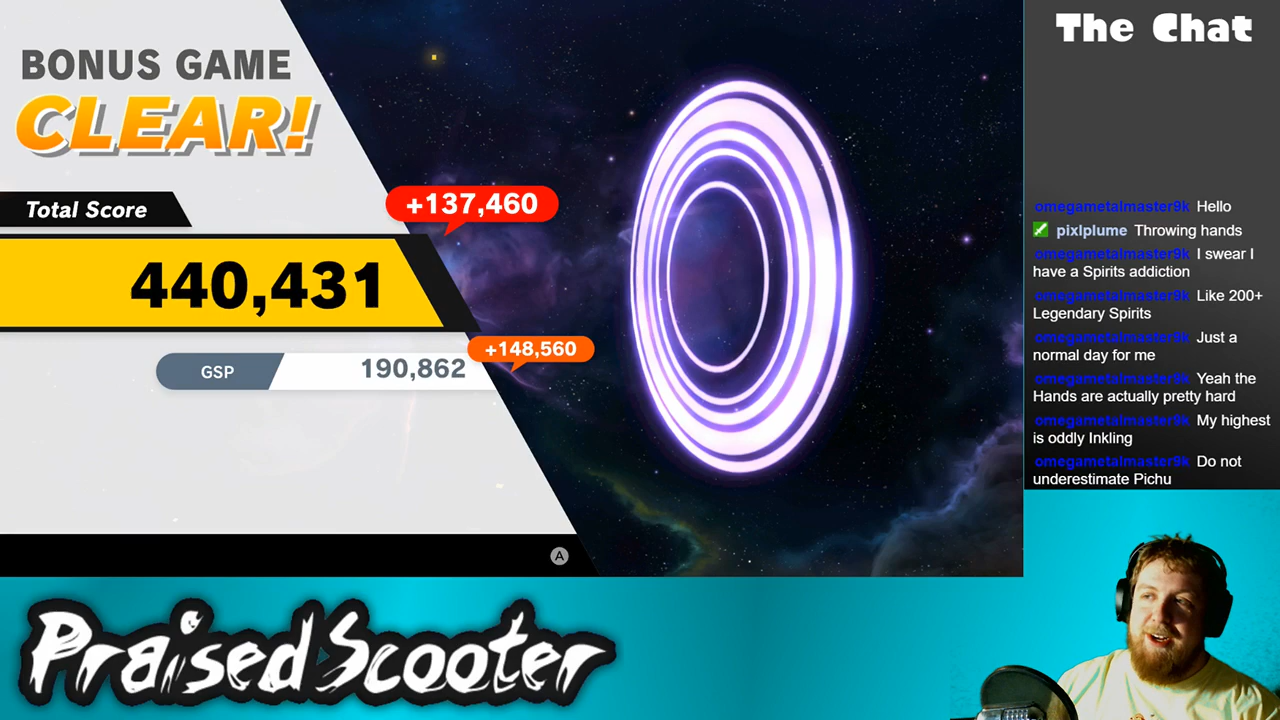 BONUS GAME
CLEAR!
Total Score
+137,460
440,431
+148,560
GSP
190,862
A
The Chat
omegametalmaster9k Hello
pixlplume Throwing hands
omegametalmaster9k I swear I
have a Spirits addiction
omegametalmaster9k Like 200+
Legendary Spirits
omegametalmaster9k Just a
normal day for me
omegametalmaster9k Yeah the
Hands are actually pretty hard
omegametalmaster9k My highest
is oddly Inkling
omegametalmaster9k Do not
underestimate Pichu
PraisedScooter